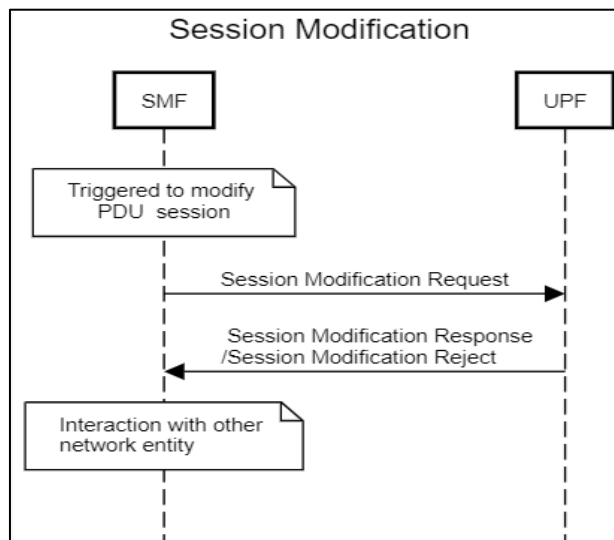 Session Modification
SMF
UPF
Triggered to modify
PDU session
Session Modification Request
Session Modification Response
/Session Modification Reject
Interaction with other
network entity